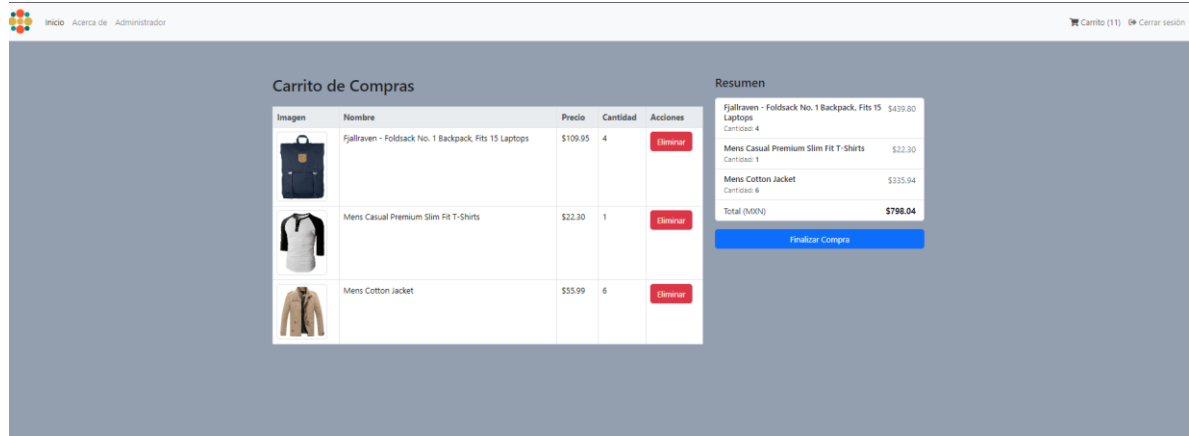 Inicio Acerca de Administrador Carrito (11) Cerrar sesión
Carrito de Compras
Imagen Nombre Precio Cantidad Acciones
Fjallraven - Foldsack No. 1 Backpack, Fits 15 Laptops $109.95 4 Eliminar
Mens Casual Premium Slim Fit T-Shirts $22.30 1 Eliminar
Mens Cotton Jacket $55.99 6 Eliminar
Resumen
Fjallraven - Foldsack No. 1 Backpack, Fits 15 $439.80
Laptops
Cantidad: 4
Mens Casual Premium Slim Fit T-Shirts $22.30
Cantidad: 1
Mens Cotton Jacket $335.94
Cantidad: 6
Total (MXN) $798.04
Finalizar Compra